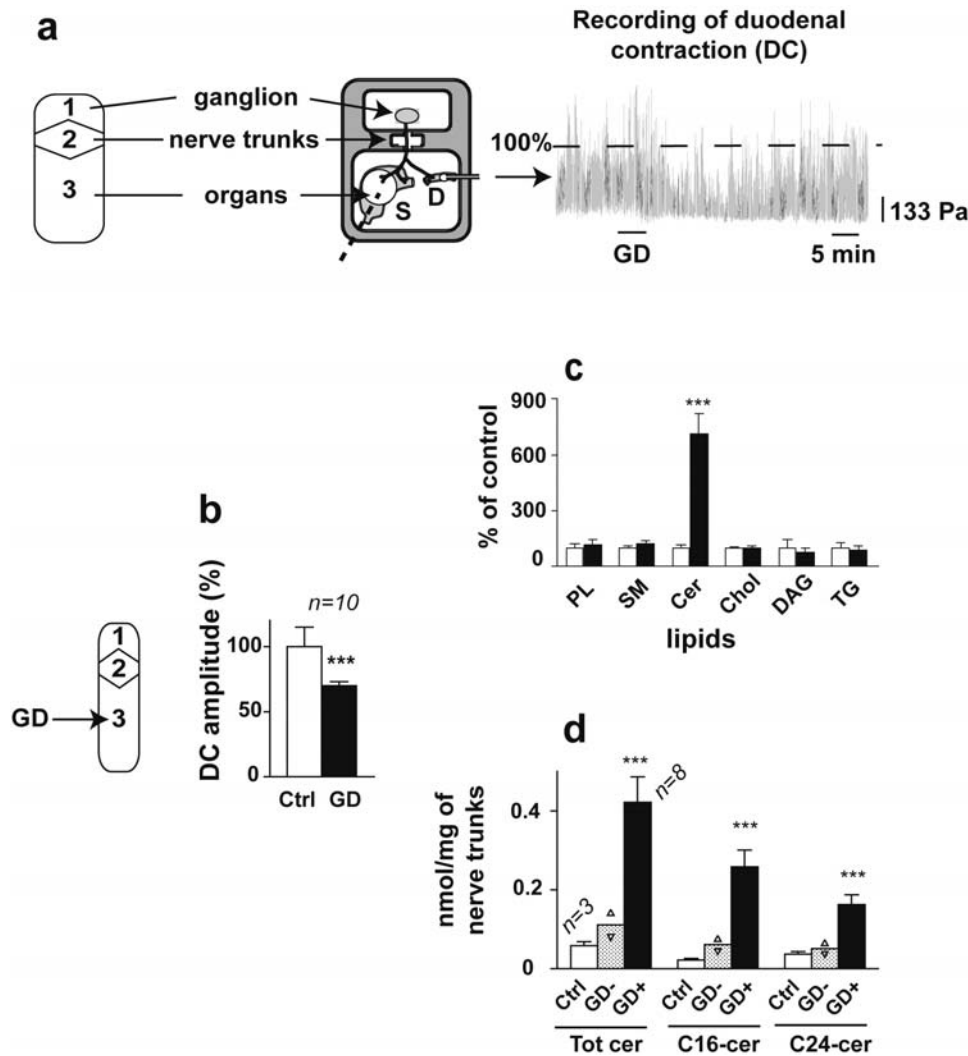 a
Recording of duodenal
contraction (DC)
1
2
3
ganglion
nerve trunks
organs
S
D
100%
133 Pa
GD
5 min
b
n=10
DC amplitude (%)
100
50
0
***
Ctrl
GD
GD
1
2
3
c
% of control
900
600
300
0
***
PL
SM
Cer
Chol
DAG
TG
lipids
d
nmol/mg of
nerve trunks
0.4
0.2
0
n=3
n=8
***
***
***
Ctrl
GD-
GD+
Ctrl
GD-
GD+
Ctrl
GD-
GD+
Tot cer
C16-cer
C24-cer